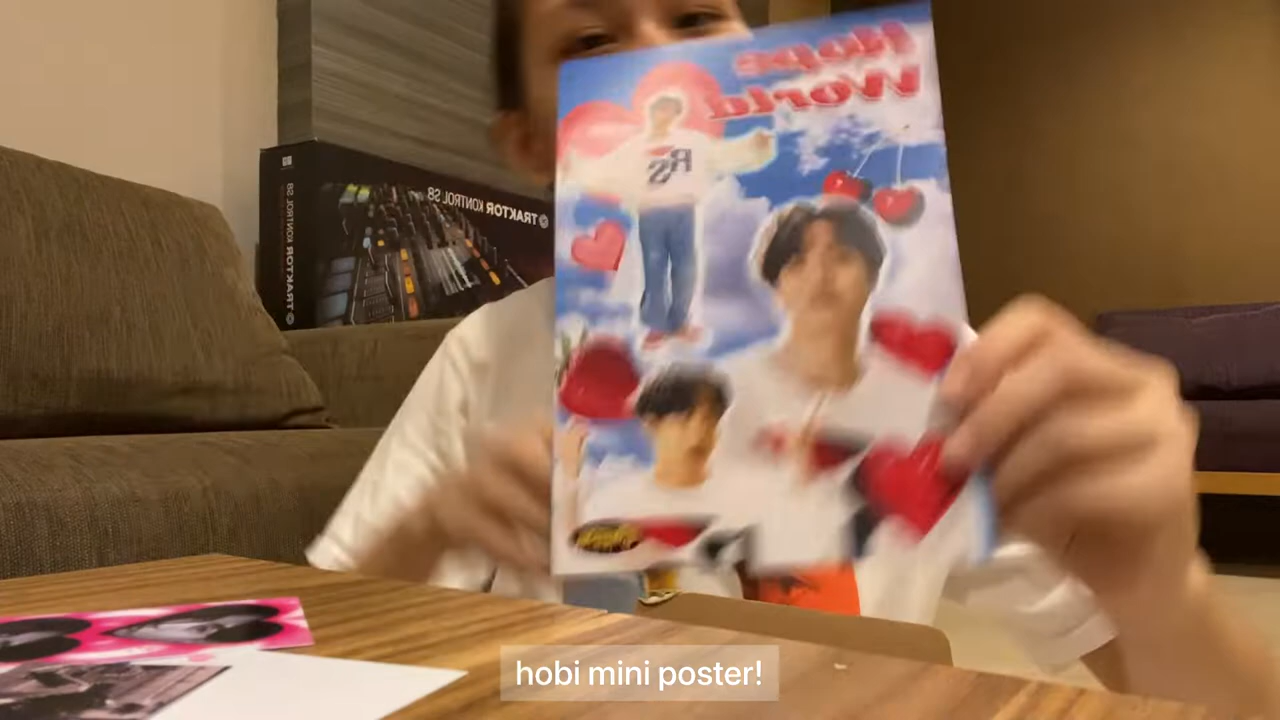 Hope
World
RS
TRAKTOR KONTROL S8
TRAKTOR KONTROL S8
hobi mini poster!